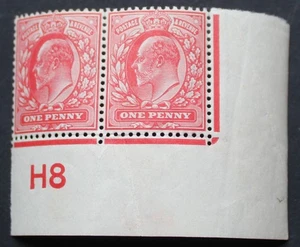 POSTAGE & REVENUE POSTAGE & REVENUE
ONE PENNY ONE PENNY
H8